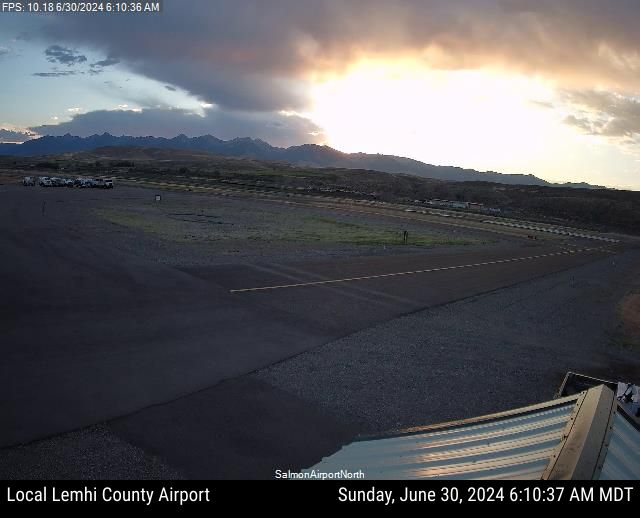 FPS: 10.18 6/30/2024 6:10:36 AM
SalmonAirportNorth
Local Lemhi County Airport
Sunday, June 30, 2024 6:10:37 AM MDT